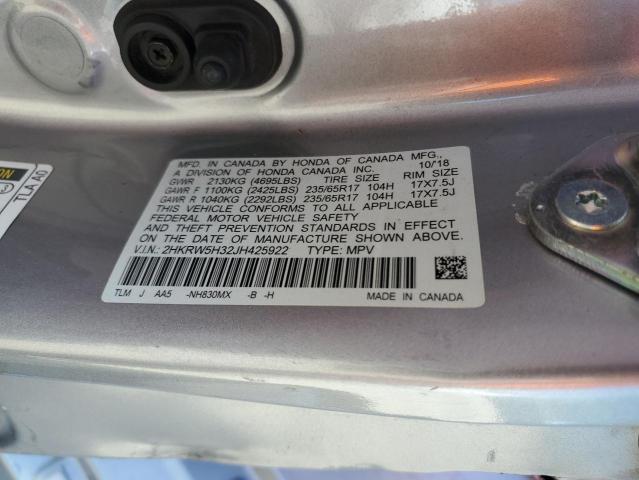 MFD. IN CANADA BY HONDA OF CANADA MFG.,
A DIVISION OF HONDA CANADA INC. 10/18
GVWR 2130KG (4695LBS) TIRE SIZE RIM SIZE
GAWR F 1100KG (2425LBS) 235/65R17 104H 17X7.5J
GAWR R 1040KG (2292LBS) 235/65R17 104H 17X7.5J
THIS VEHICLE CONFORMS TO ALL APPLICABLE
FEDERAL MOTOR VEHICLE SAFETY
AND THEFT PREVENTION STANDARDS IN EFFECT
ON THE DATE OF MANUFACTURE SHOWN ABOVE.
V.I.N.: 2HKRW5H32JH425922 TYPE: MPV
TLM J AA5 -NH830MX -B -H MADE IN CANADA
TLA A0